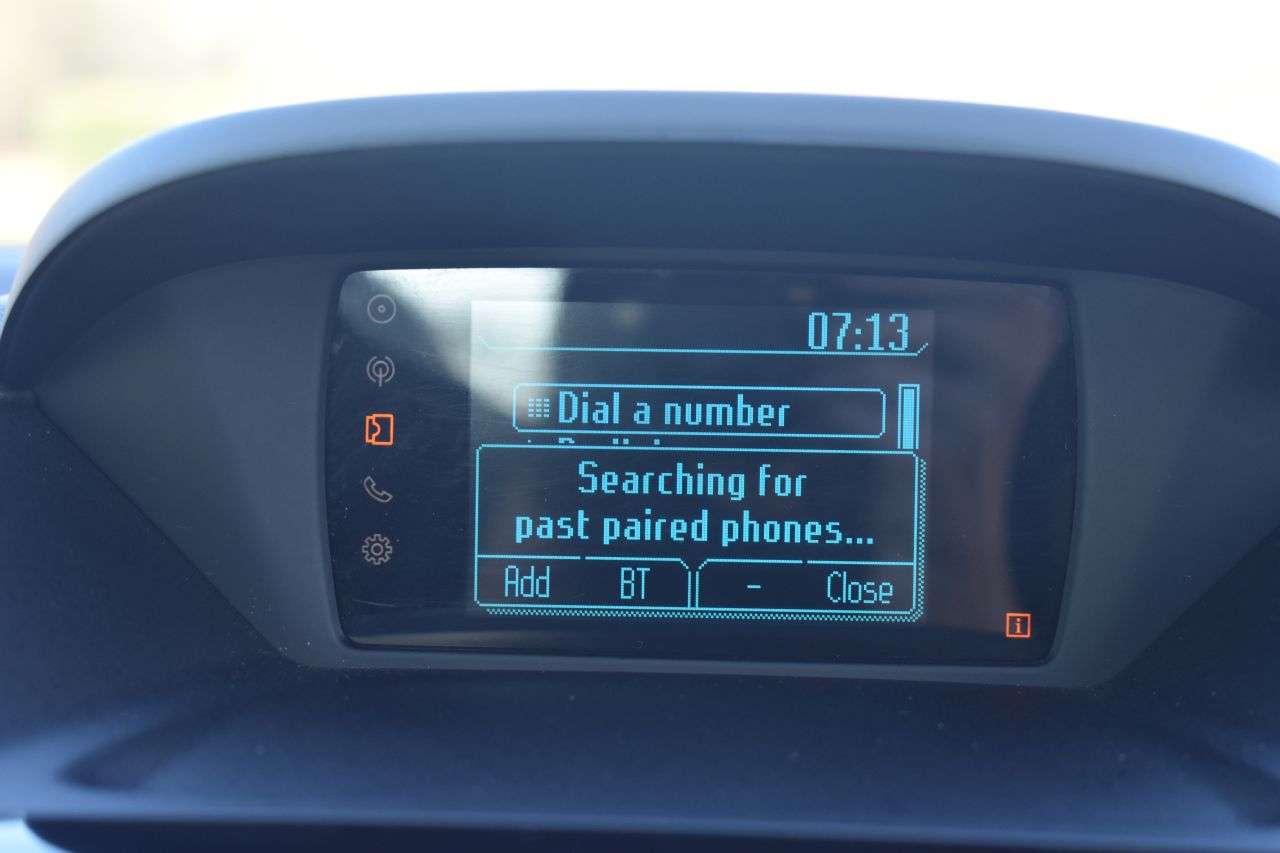 07:13
Dial a number
Searching for
past paired phones...
Add BT - Close
i